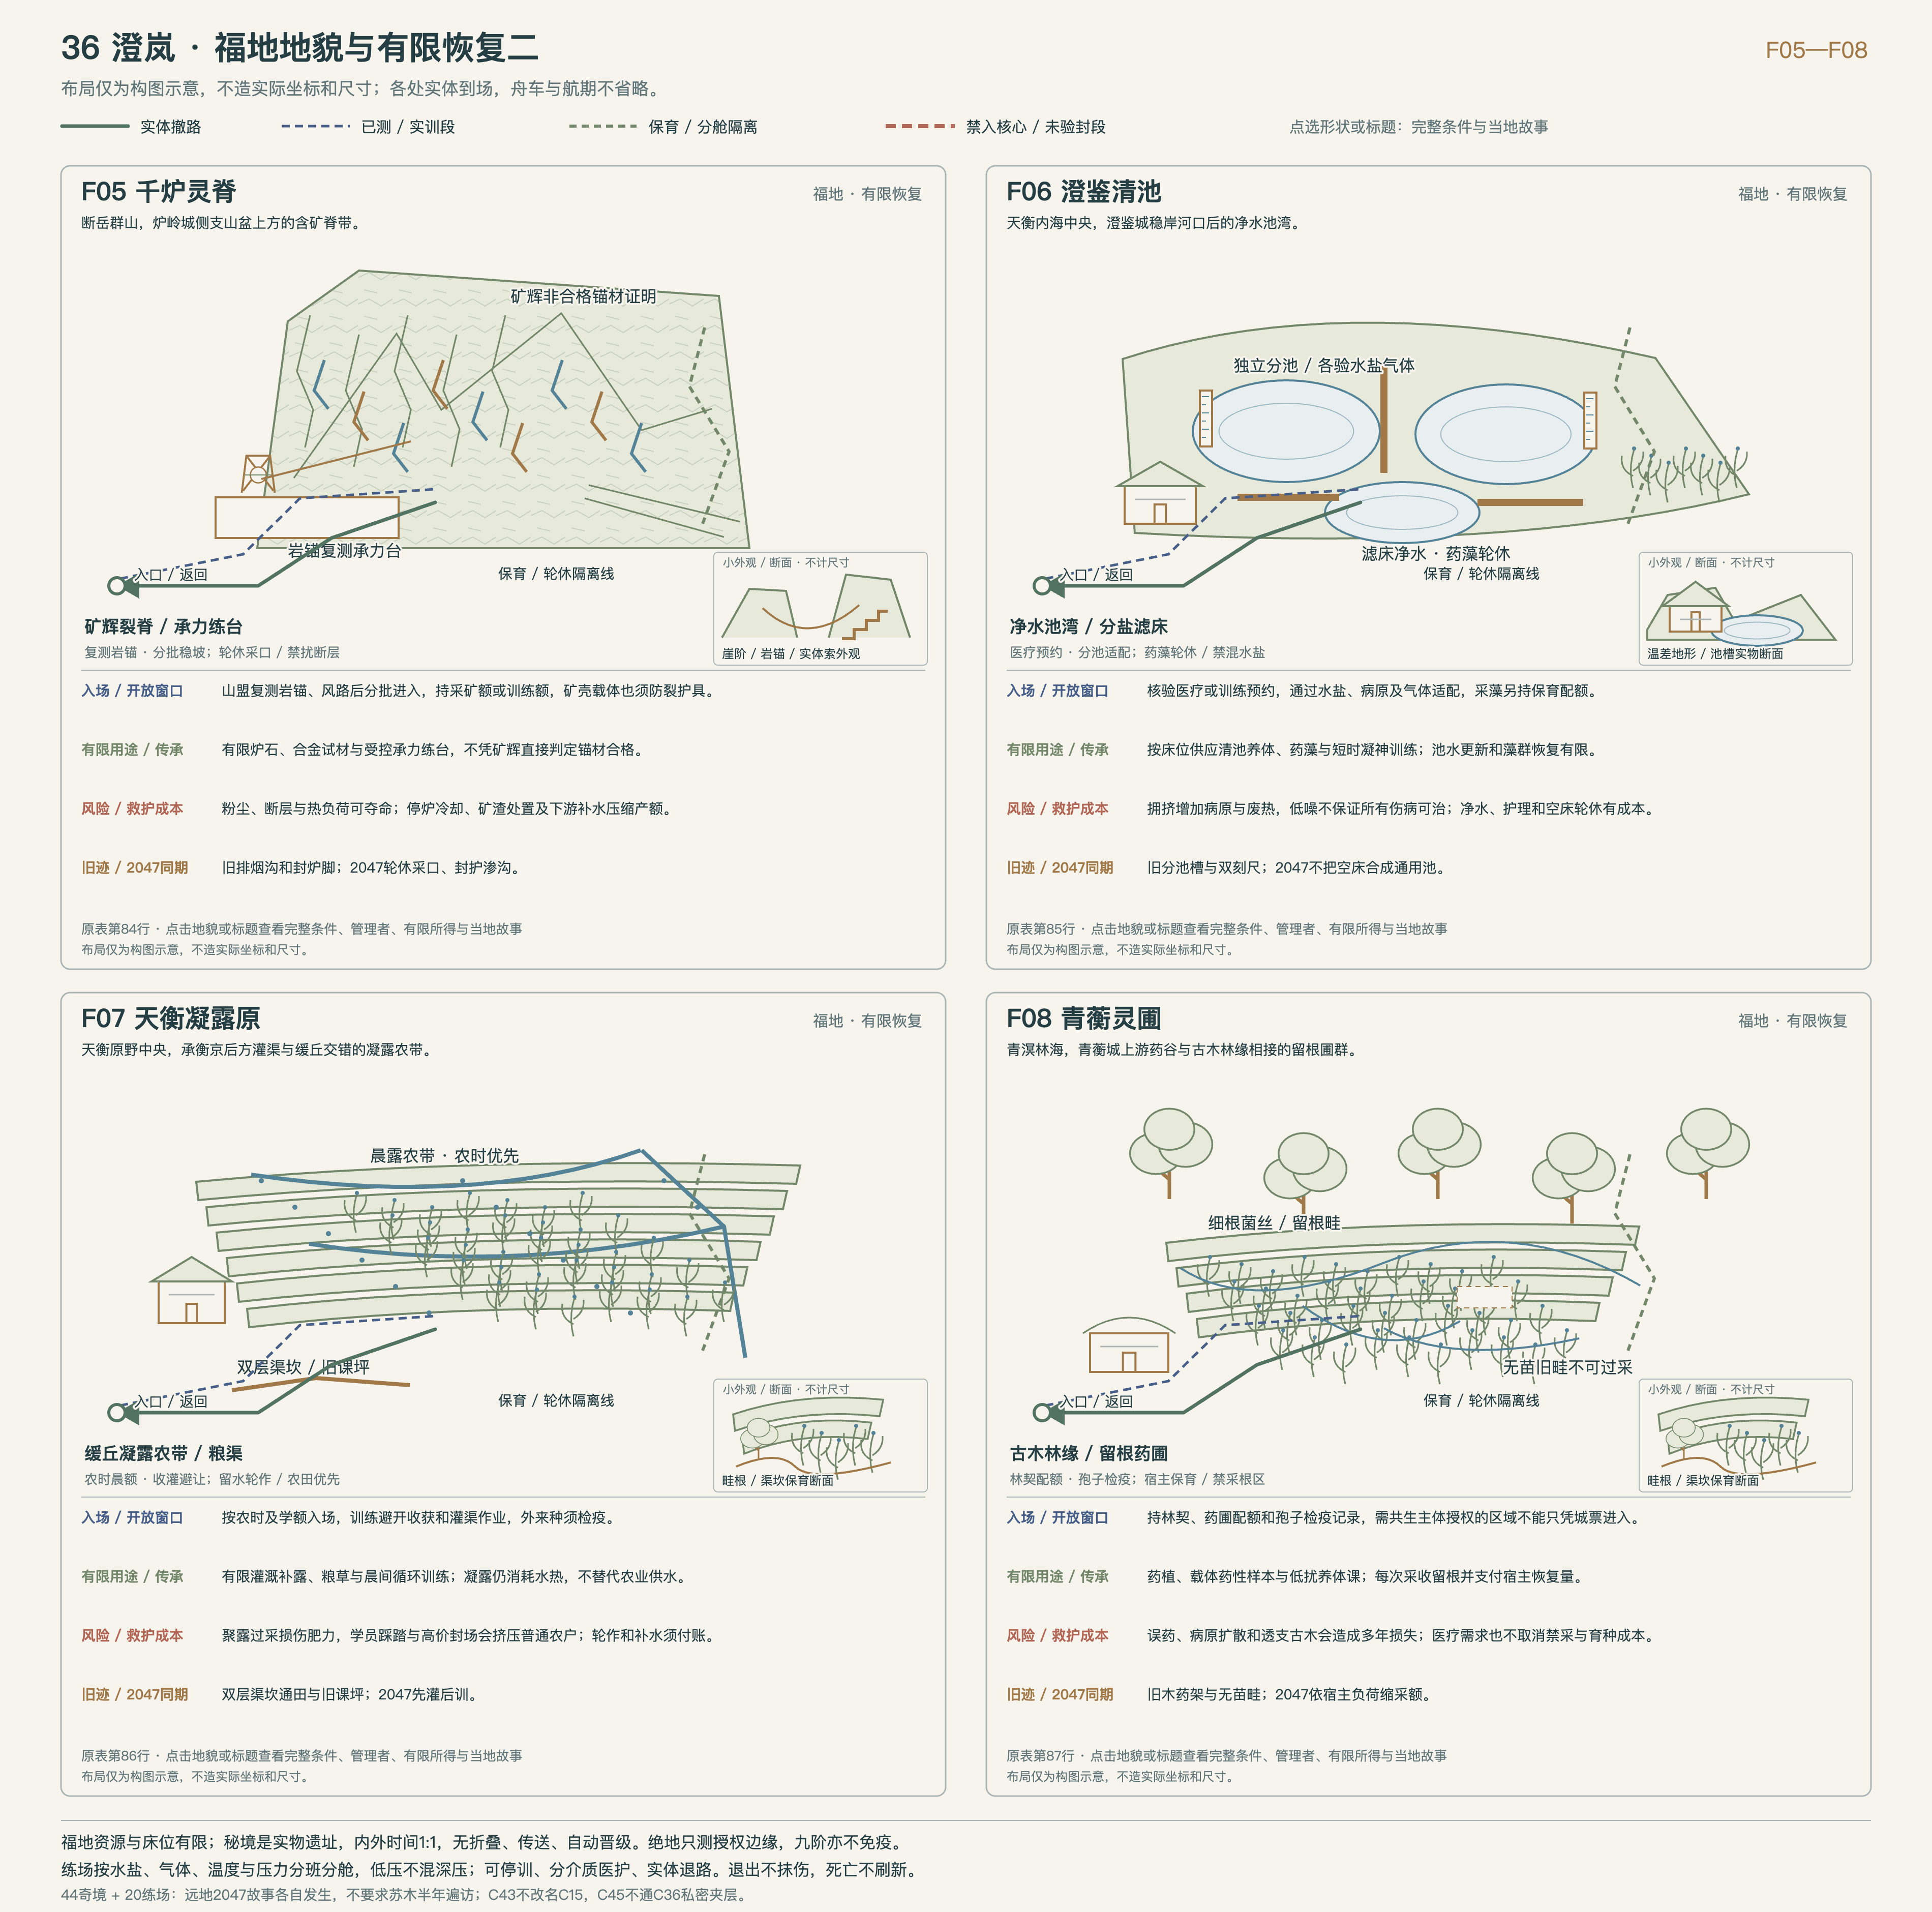 36 澄岚 · 福地地貌与有限恢复二
F05—F08
布局仅为构图示意，不造实际坐标和尺寸；各处实体到场，舟车与航期不省略。
实体撤路
已测 / 实训段
保育 / 分舱隔离
禁入核心 / 未验封段
点选形状或标题：完整条件与当地故事
F05 千炉灵脊
福地 · 有限恢复
断岳群山，炉岭城侧支山盆上方的含矿脊带。
矿辉非合格锚材证明
岩锚复测承力台
入口 / 返回
保育 / 轮休隔离线
小外观 / 断面 · 不计尺寸
崖阶 / 岩锚 / 实体索外观
矿辉裂脊 / 承力练台
复测岩锚 · 分批稳坡；轮休采口 / 禁扰断层
入场 / 开放窗口
山盟复测岩锚、风路后分批进入，持采矿额或训练额，矿壳载体也须防裂护具。
有限用途 / 传承
有限炉石、合金试材与受控承力练台，不凭矿辉直接判定锚材合格。
风险 / 救护成本
粉尘、断层与热负荷可夺命；停炉冷却、矿渣处置及下游补水压缩产额。
旧迹 / 2047同期
旧排烟沟和封炉脚；2047轮休采口、封护渗沟。
原表第84行 · 点击地貌或标题查看完整条件、管理者、有限所得与当地故事
布局仅为构图示意，不造实际坐标和尺寸。
F06 澄鉴清池
福地 · 有限恢复
天衡内海中央，澄鉴城稳岸河口后的净水池湾。
独立分池 / 各验水盐气体
滤床净水 · 药藻轮休
入口 / 返回
保育 / 轮休隔离线
小外观 / 断面 · 不计尺寸
温差地形 / 池槽实物断面
净水池湾 / 分盐滤床
医疗预约 · 分池适配；药藻轮休 / 禁混水盐
入场 / 开放窗口
核验医疗或训练预约，通过水盐、病原及气体适配，采藻另持保育配额。
有限用途 / 传承
按床位供应清池养体、药藻与短时凝神训练；池水更新和藻群恢复有限。
风险 / 救护成本
拥挤增加病原与废热，低噪不保证所有伤病可治；净水、护理和空床轮休有成本。
旧迹 / 2047同期
旧分池槽与双刻尺；2047不把空床合成通用池。
原表第85行 · 点击地貌或标题查看完整条件、管理者、有限所得与当地故事
布局仅为构图示意，不造实际坐标和尺寸。
F07 天衡凝露原
福地 · 有限恢复
天衡原野中央，承衡京后方灌渠与缓丘交错的凝露农带。
晨露农带 · 农时优先
双层渠坎 / 旧课坪
入口 / 返回
保育 / 轮休隔离线
小外观 / 断面 · 不计尺寸
畦根 / 渠坎保育断面
缓丘凝露农带 / 粮渠
农时晨额 · 收灌避让；留水轮作 / 农田优先
入场 / 开放窗口
按农时及学额入场，训练避开收获和灌渠作业，外来种须检疫。
有限用途 / 传承
有限灌溉补露、粮草与晨间循环训练；凝露仍消耗水热，不替代农业供水。
风险 / 救护成本
聚露过采损伤肥力，学员踩踏与高价封场会挤压普通农户；轮作和补水须付账。
旧迹 / 2047同期
双层渠坎通田与旧课坪；2047先灌后训。
原表第86行 · 点击地貌或标题查看完整条件、管理者、有限所得与当地故事
布局仅为构图示意，不造实际坐标和尺寸。
F08 青蘅灵圃
福地 · 有限恢复
青溟林海，青蘅城上游药谷与古木林缘相接的留根圃群。
细根菌丝 / 留根畦
无苗旧畦不可过采
入口 / 返回
保育 / 轮休隔离线
小外观 / 断面 · 不计尺寸
畦根 / 渠坎保育断面
古木林缘 / 留根药圃
林契配额 · 孢子检疫；宿主保育 / 禁采根区
入场 / 开放窗口
持林契、药圃配额和孢子检疫记录，需共生主体授权的区域不能只凭城票进入。
有限用途 / 传承
药植、载体药性样本与低扰养体课；每次采收留根并支付宿主恢复量。
风险 / 救护成本
误药、病原扩散和透支古木会造成多年损失；医疗需求也不取消禁采与育种成本。
旧迹 / 2047同期
旧木药架与无苗畦；2047依宿主负荷缩采额。
原表第87行 · 点击地貌或标题查看完整条件、管理者、有限所得与当地故事
布局仅为构图示意，不造实际坐标和尺寸。
福地资源与床位有限；秘境是实物遗址，内外时间1:1，无折叠、传送、自动晋级。绝地只测授权边缘，九阶亦不免疫。
练场按水盐、气体、温度与压力分班分舱，低压不混深压；可停训、分介质医护、实体退路。退出不抹伤，死亡不刷新。
44奇境 + 20练场：远地2047故事各自发生，不要求苏木半年遍访；C43不改名C15，C45不通C36私密夹层。